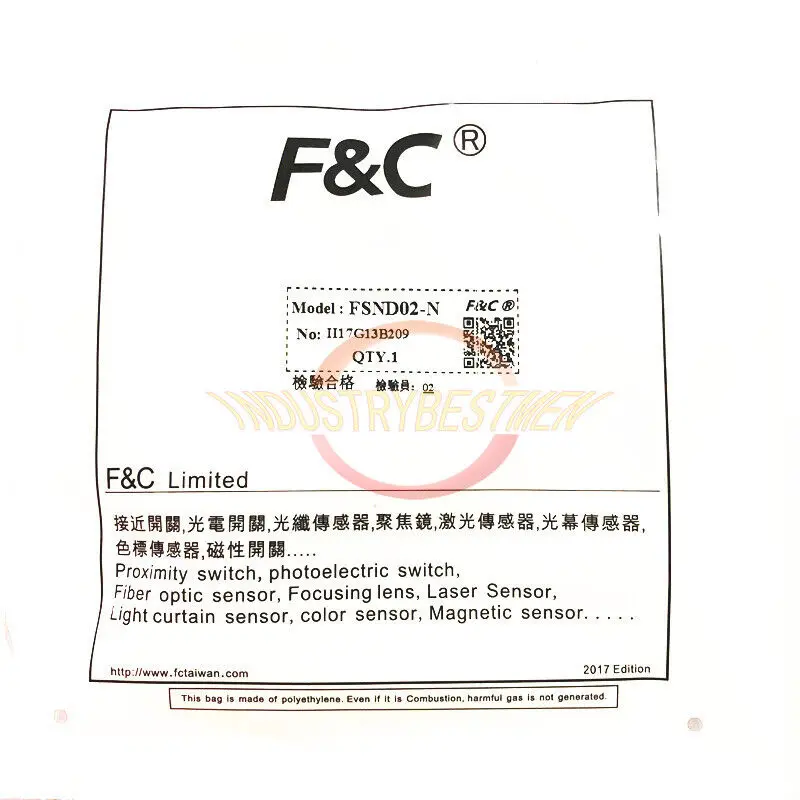 F&C®
Model : FSND02-N
F&C ®
No: H17G13B209
QTY.1
檢驗合格 檢驗員: 02
INDUSTRYBESTMEN
F&C Limited
接近開關,光電開關,光纖傳感器,聚焦鏡,激光傳感器,光幕傳感器,
色標傳感器,磁性開關.....
Proximity switch, photoelectric switch,
Fiber optic sensor, Focusing lens, Laser Sensor,
Light curtain sensor, color sensor, Magnetic sensor.....
http://www.fctaiwan.com
2017 Edition
This bag is made of polyethylene. Even if it is Combustion, harmful gas is not generated.